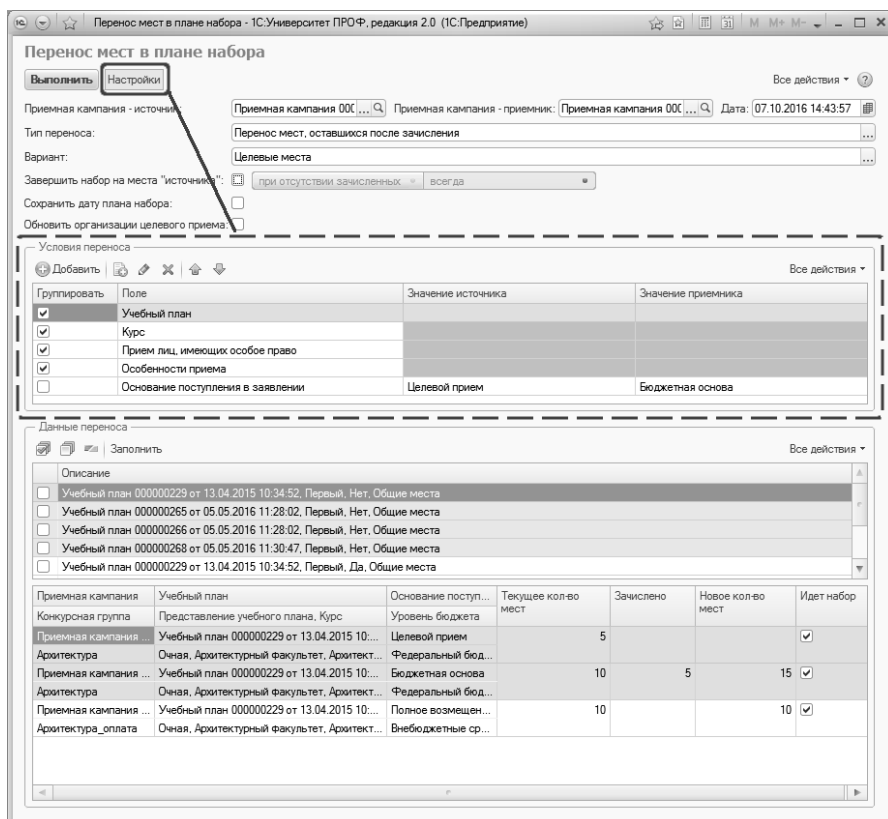 Перенос мест в плане набора - 1С:Университет ПРОФ, редакция 2.0 (1С:Предприятие) M M+ M-
Перенос мест в плане набора
Выполнить Настройки Все действия
Приемная кампания - источник: Приемная кампания 000 ... Приемная кампания - приемник: Приемная кампания 000 ... Дата: 07.10.2016 14:43:57
Тип переноса: Перенос мест, оставшихся после зачисления ...
Вариант: Целевые места ...
Завершить набор на места "источника": при отсутствии зачисленных всегда
Сохранить дату плана набора:
Обновить организации целевого приема:
Условия переноса
Добавить Все действия
Группировать Поле Значение источника Значение приемника
Учебный план
Курс
Прием лиц, имеющих особое право
Особенности приема
Основание поступления в заявлении Целевой прием Бюджетная основа
Данные переноса
Заполнить Все действия
Описание
Учебный план 000000229 от 13.04.2015 10:34:52, Первый, Нет, Общие места
Учебный план 000000265 от 05.05.2016 11:28:02, Первый, Нет, Общие места
Учебный план 000000266 от 05.05.2016 11:28:02, Первый, Нет, Общие места
Учебный план 000000268 от 05.05.2016 11:30:47, Первый, Нет, Общие места
Учебный план 000000229 от 13.04.2015 10:34:52, Первый, Да, Общие места
Приемная кампания Учебный план Основание поступ... Текущее кол-во мест Зачислено Новое кол-во мест Идет набор
Конкурсная группа Представление учебного плана, Курс Уровень бюджета
Приемная кампания ... Учебный план 000000229 от 13.04.2015 10:... Целевой прием 5
Архитектура Очная, Архитектурный факультет, Архитект... Федеральный бюд...
Приемная кампания ... Учебный план 000000229 от 13.04.2015 10:... Бюджетная основа 10 5 15
Архитектура Очная, Архитектурный факультет, Архитект... Федеральный бюд...
Приемная кампания ... Учебный план 000000229 от 13.04.2015 10:... Полное возмещен... 10 10
Архитектура_оплата Очная, Архитектурный факультет, Архитект... Внебюджетные ср...